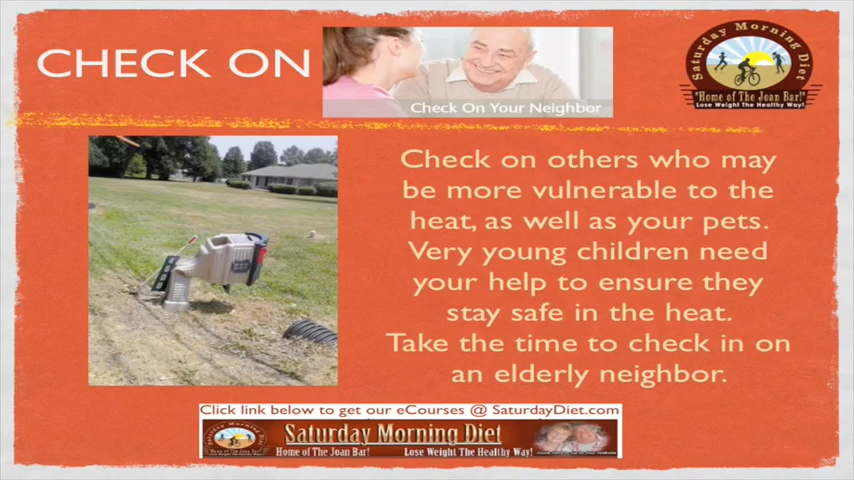 CHECK ON
Check On Your Neighbor
Saturday Morning Diet
"Home of The Joan Bar!"
Lose Weight The Healthy Way!
Check on others who may
be more vulnerable to the
heat, as well as your pets.
Very young children need
your help to ensure they
stay safe in the heat.
Take the time to check in on
an elderly neighbor.
Click link below to get our eCourses @ SaturdayDiet.com
Saturday Morning Diet
Home of The Joan Bar!
Lose Weight The Healthy Way!